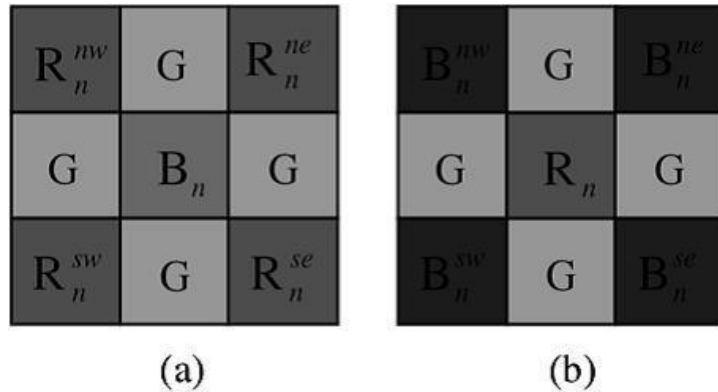 R_n^{nw} G R_n^{ne} B_n^{nw} G B_n^{ne}
G B_n G G R_n G
R_n^{sw} G R_n^{se} B_n^{sw} G B_n^{se}
(a) (b)